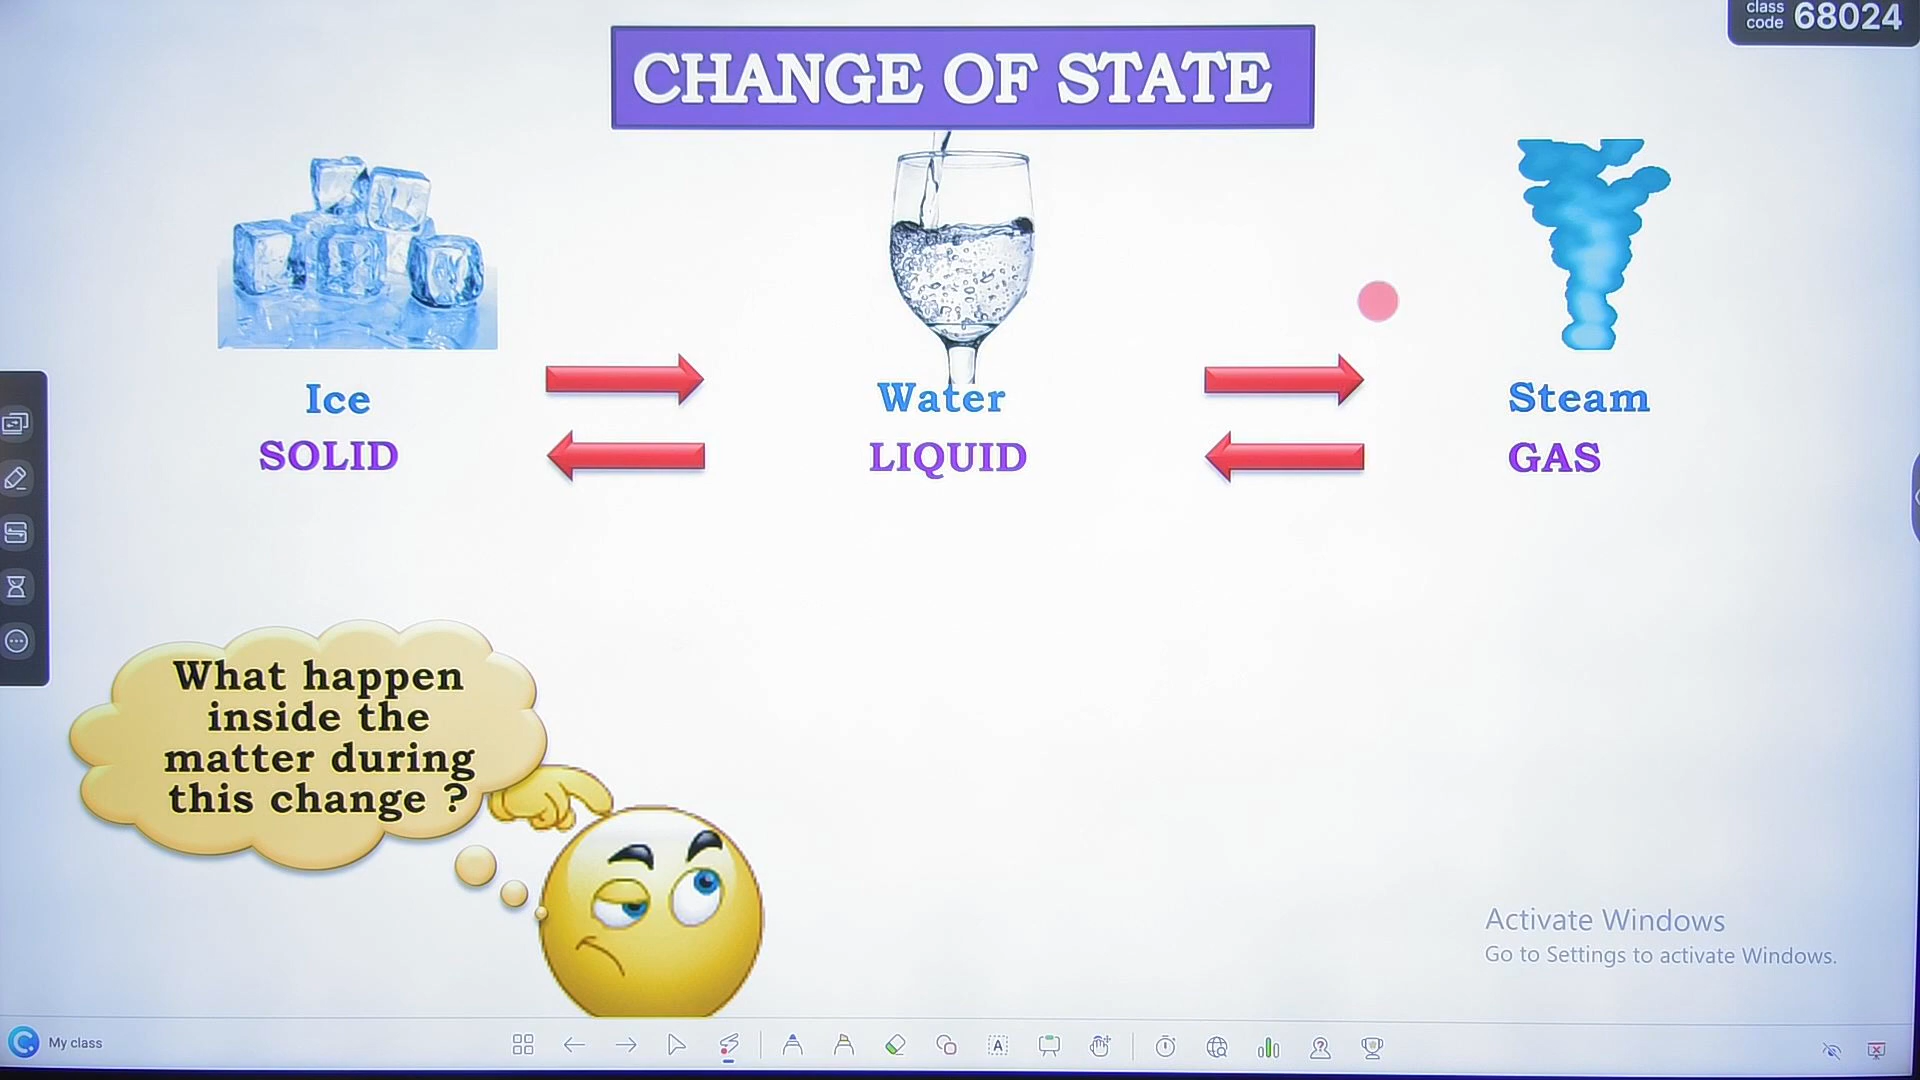 class
code 68024
CHANGE OF STATE
Ice
Water
Steam
SOLID
LIQUID
GAS
What happen
inside the
matter during
this change ?
Activate Windows
Go to Settings to activate Windows.
My class
A